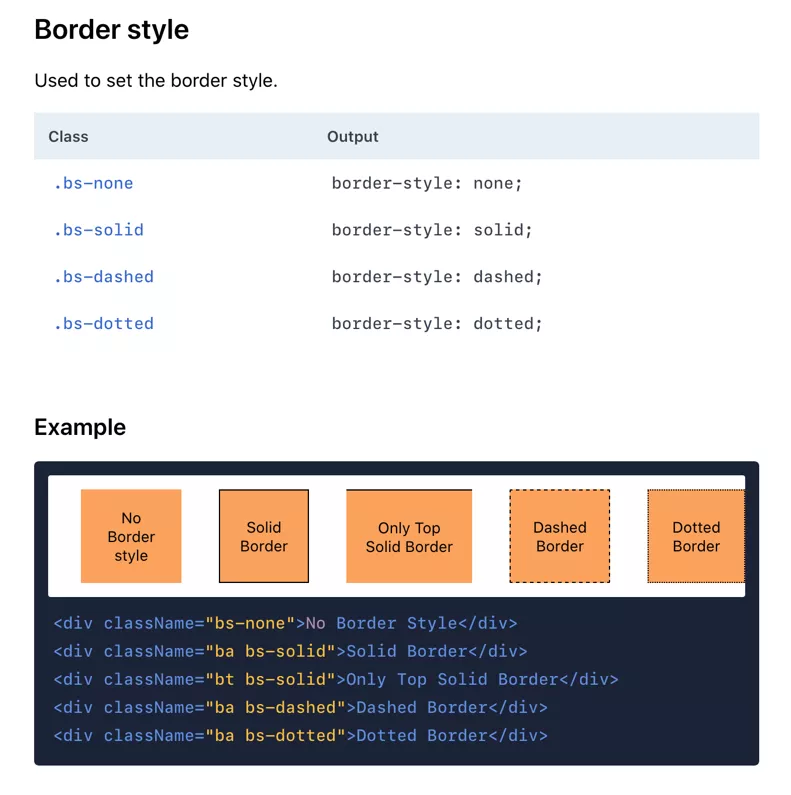 Border style
Used to set the border style.
Class Output
.bs-none border-style: none;
.bs-solid border-style: solid;
.bs-dashed border-style: dashed;
.bs-dotted border-style: dotted;
Example
No
Border
style
Solid
Border
Only Top
Solid Border
Dashed
Border
Dotted
Border
<div className="bs-none">No Border Style</div>
<div className="ba bs-solid">Solid Border</div>
<div className="bt bs-solid">Only Top Solid Border</div>
<div className="ba bs-dashed">Dashed Border</div>
<div className="ba bs-dotted">Dotted Border</div>